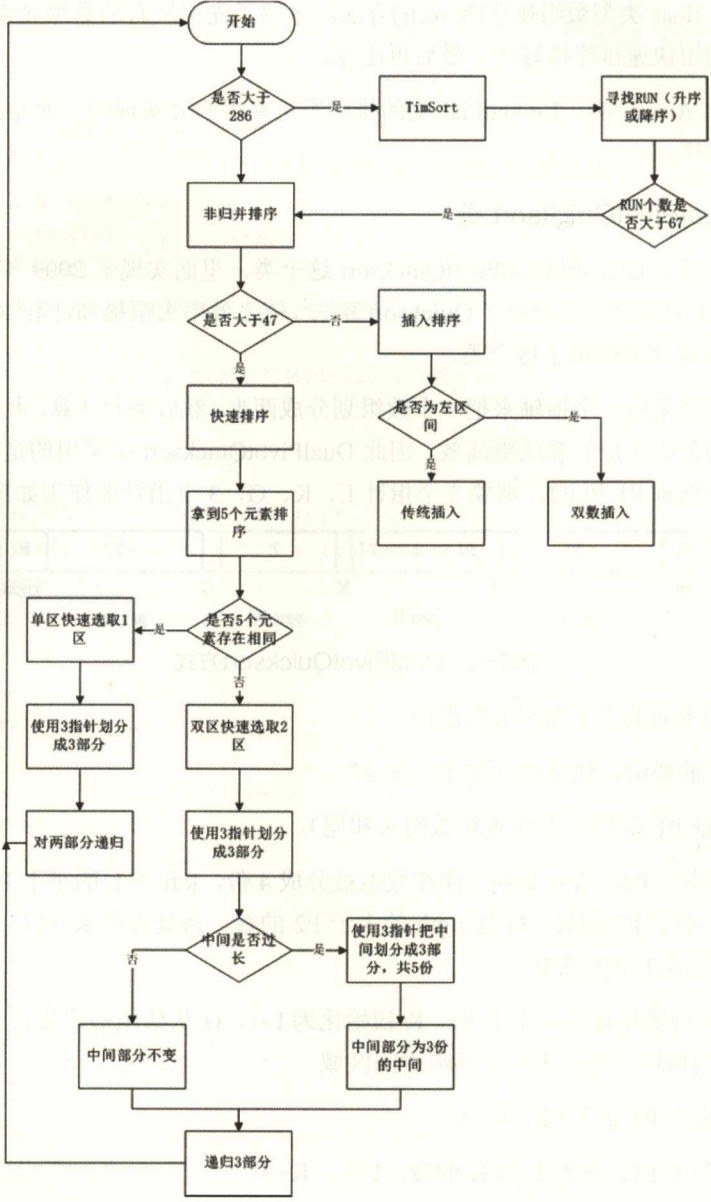 开始
是否大于
286
是
TimSort
寻找RUN（升序
或降序）
非归并排序
是
RUN个数是
否大于67
是否大于47
否
插入排序
是
快速排序
是否为左区
间
否
是
拿到5个元素排
序
传统插入
双数插入
单区快速选取1
区
是
是否5个元
素存在相同
否
使用3指针划分
成3部分
双区快速选取2
区
对两部分递归
使用3指针划分
成3部分
中间是否过
长
是
使用3指针把中
间划分成3部
分，共5份
否
中间部分不变
中间部分为3份
的中间
递归3部分